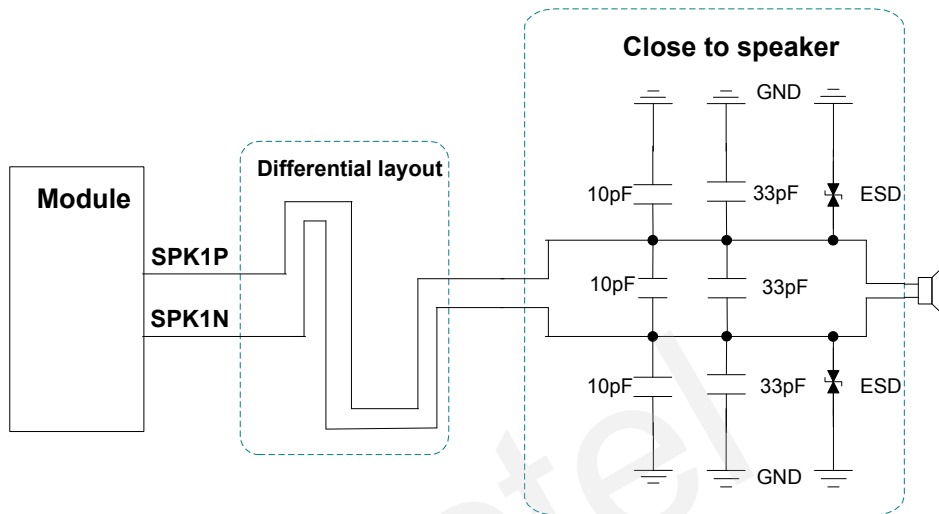 Close to speaker
GND
Differential layout
10pF
33pF
ESD
Module
SPK1P
10pF
33pF
SPK1N
10pF
33pF
ESD
GND